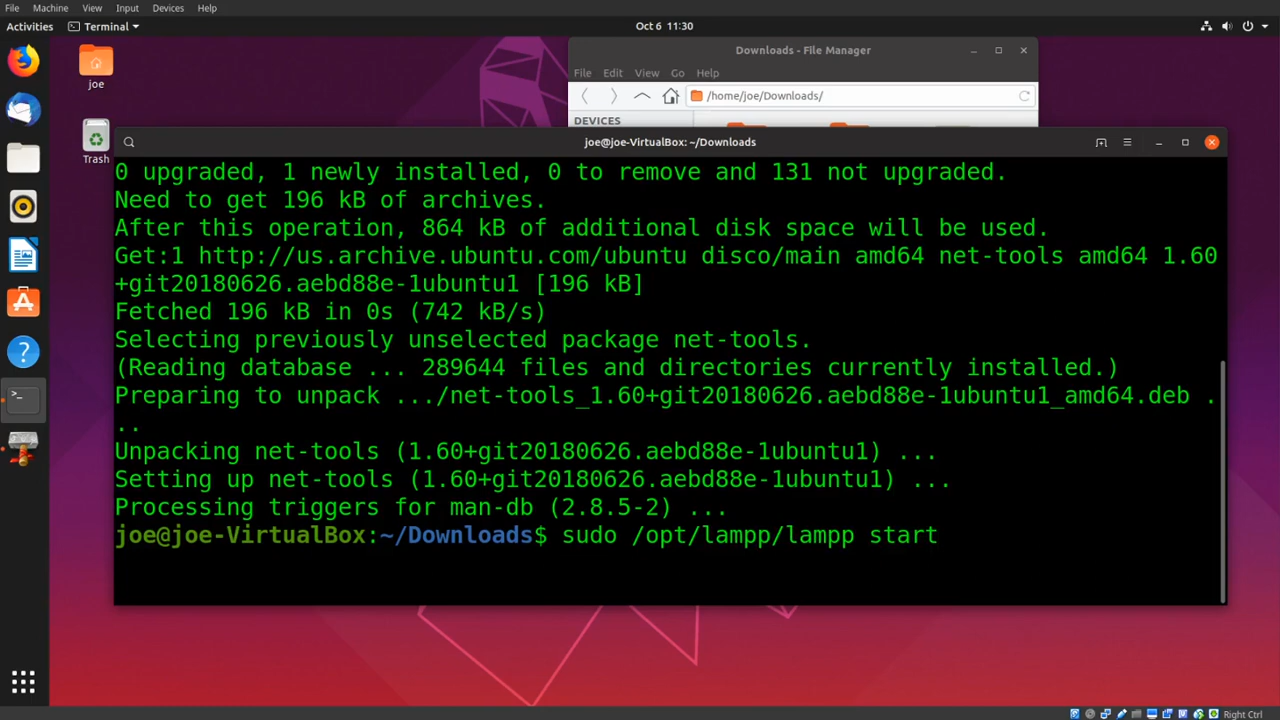 File Machine View Input Devices Help
Activities Terminal Oct 6 11:30
joe
Trash
Downloads - File Manager
File Edit View Go Help
/home/joe/Downloads/
DEVICES
joe@joe-VirtualBox: ~/Downloads
0 upgraded, 1 newly installed, 0 to remove and 131 not upgraded.
Need to get 196 kB of archives.
After this operation, 864 kB of additional disk space will be used.
Get:1 http://us.archive.ubuntu.com/ubuntu disco/main amd64 net-tools amd64 1.60
+git20180626.aebd88e-1ubuntu1 [196 kB]
Fetched 196 kB in 0s (742 kB/s)
Selecting previously unselected package net-tools.
(Reading database ... 289644 files and directories currently installed.)
Preparing to unpack .../net-tools_1.60+git20180626.aebd88e-1ubuntu1_amd64.deb .
..
Unpacking net-tools (1.60+git20180626.aebd88e-1ubuntu1) ...
Setting up net-tools (1.60+git20180626.aebd88e-1ubuntu1) ...
Processing triggers for man-db (2.8.5-2) ...
joe@joe-VirtualBox:~/Downloads$ sudo /opt/lampp/lampp start
Right Ctrl